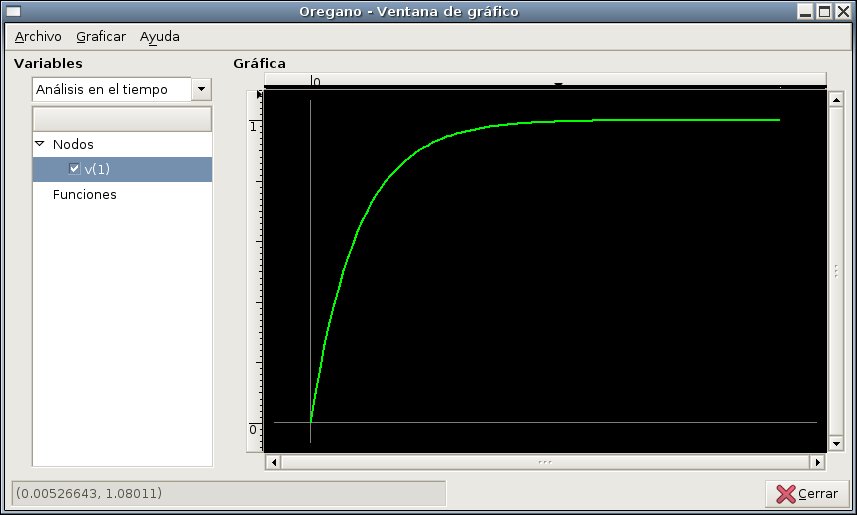 Oregano - Ventana de gráfico
Archivo Graficar Ayuda
Variables
Gráfica
Análisis en el tiempo
Nodos
v(1)
Funciones
0
1
0
(0.00526643, 1.08011)
Cerrar